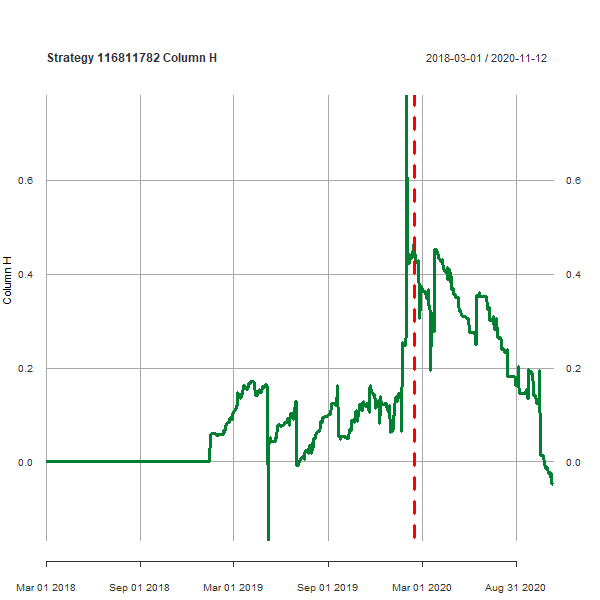 Strategy 116811782 Column H
2018-03-01 / 2020-11-12
Column H
0.6
0.6
0.4
0.4
0.2
0.2
0.0
0.0
Mar 01 2018
Sep 01 2018
Mar 01 2019
Sep 01 2019
Mar 01 2020
Aug 31 2020